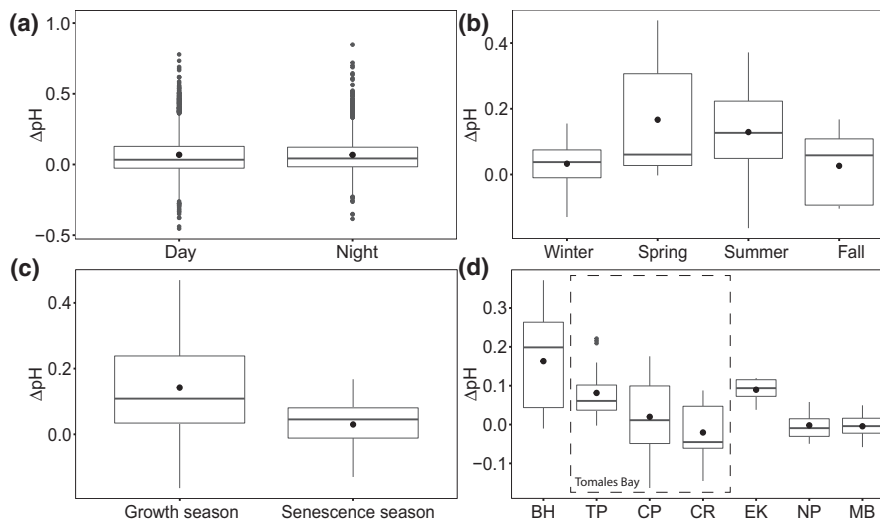 (a)
1.0
0.5
0.0
−0.5
ΔpH
Day Night
(b)
0.4
0.2
0.0
ΔpH
Winter Spring Summer Fall
(c)
0.4
0.2
0.0
ΔpH
Growth season Senescence season
(d)
0.3
0.2
0.1
0.0
−0.1
ΔpH
Tomales Bay
BH TP CP CR EK NP MB